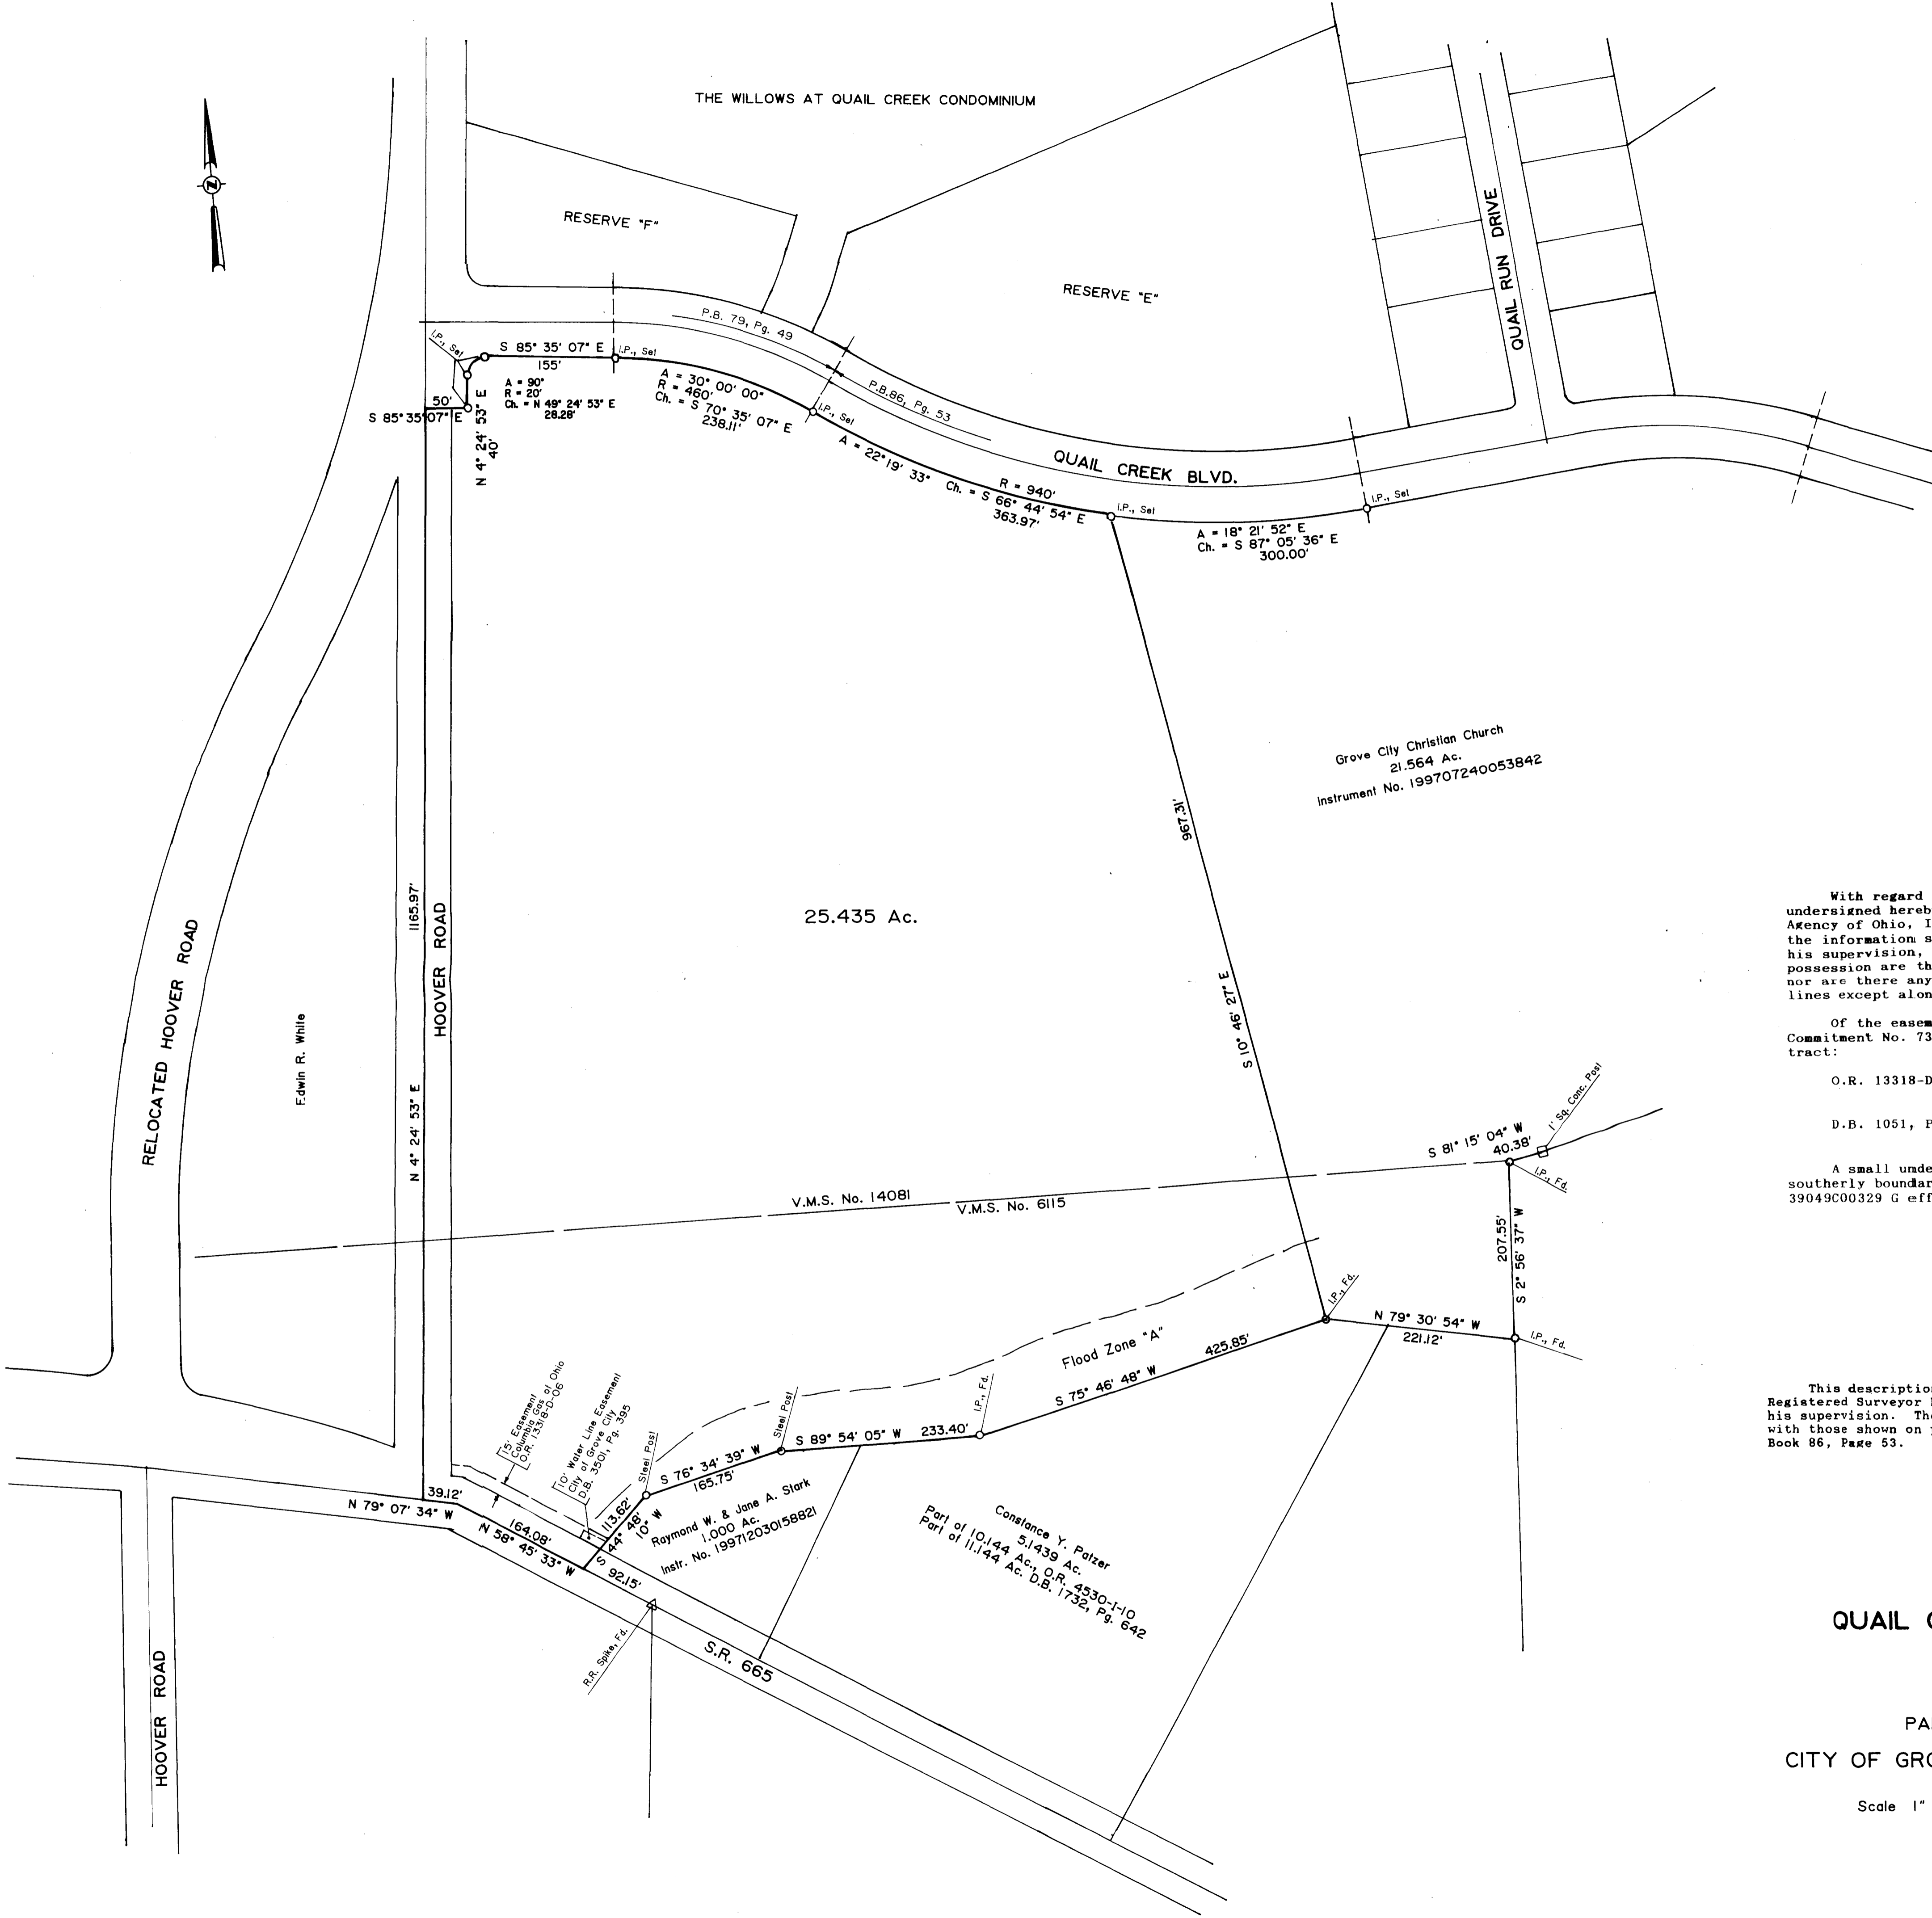 THE WILLOWS AT QUAIL CREEK CONDOMINIUM
RESERVE "F"
RESERVE "E"
QUAIL RUN DRIVE
P.B. 79, Pg. 49
P.B.86, Pg. 53
I.P., Set
S 85° 35' 07" E
155'
I.P., Set
A = 90°
R = 20'
Ch. = N 49° 24' 53" E
28.28'
50'
S 85°35'07" E
N 4° 24' 53" E
40'
A = 30° 00' 00"
R = 460'
Ch. = S 70° 35' 07" E
238.11'
I.P., Set
A = 22°19' 33"
R = 940'
Ch. = S 66° 44' 54" E
363.97'
QUAIL CREEK BLVD.
I.P., Set
I.P., Set
A = 18° 21' 52" E
Ch. = S 87° 05' 36" E
300.00'
Grove City Christian Church
21.564 Ac.
Instrument No. 199707240053842
967.31'
S 10° 46' 27" E
25.435 Ac.
1165.97'
N 4° 24' 53" E
HOOVER ROAD
RELOCATED HOOVER ROAD
Edwin R. White
With regard
undersigned hereb
Agency of Ohio, I
the information s
his supervision,
possession are th
nor are there any
lines except alon
Of the easem
Commitment No. 73
tract:
O.R. 13318-D
D.B. 1051, P
A small unde
southerly boundar
39049C00329 G eff
S 81° 15' 04" W
40.38'
1' Sq. Conc. Post
I.P., Fd.
207.55'
S 2° 56' 37" W
V.M.S. No. 14081
V.M.S. No. 6115
I.P., Fd.
N 79° 30' 54" W
221.12'
I.P., Fd.
Flood Zone "A"
425.85'
S 75° 46' 48" W
I.P., Fd.
S 89° 54' 05" W 233.40'
Steel Post
S 76° 34' 39" W
165.75'
Steel Post
15' Easement
Columbia Gas of Ohio
O.R. 13318-D-06
10' Water Line Easement
City of Grove City
D.B. 3501, Pg. 395
113.62'
S 44° 48'
10" W
Raymond W. & Jane A. Stark
1.000 Ac.
Instr. No. 199712030158821
Constance Y. Patzer
5.1439 Ac.
Part of 10.144 Ac., O.R. 4530-I-10
Part of 11.144 Ac. D.B. 1732, Pg. 642
39.12'
N 79° 07' 34" W
164.08'
N 58° 45' 33" W
92.15'
R.R. Spike, Fd.
S.R. 665
HOOVER ROAD
This description
Registered Surveyor
his supervision. Th
with those shown on
Book 86, Page 53.
QUAIL
PA
CITY OF GRO
Scale 1"
N